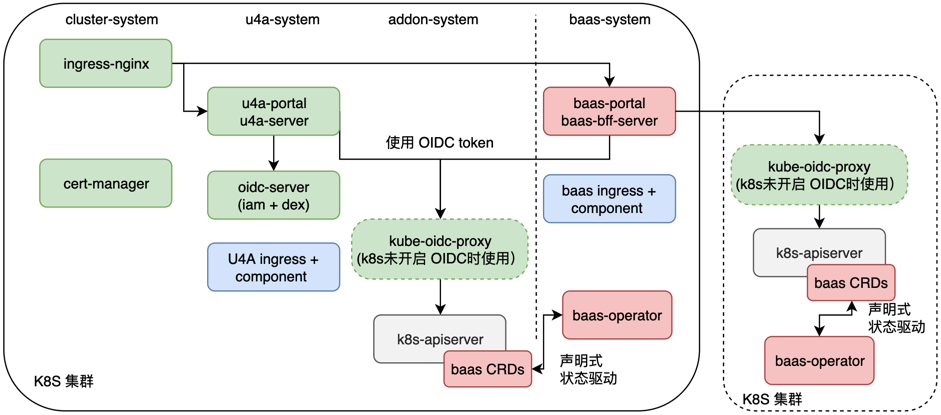 cluster-system
u4a-system
addon-system
baas-system
ingress-nginx
u4a-portal
u4a-server
baas-portal
baas-bff-server
使用 OIDC token
cert-manager
oidc-server
(iam + dex)
baas ingress +
component
kube-oidc-proxy
(k8s未开启 OIDC时使用)
U4A ingress +
component
kube-oidc-proxy
(k8s未开启 OIDC时使用)
k8s-apiserver
baas CRDs
baas-operator
声明式
状态驱动
K8S 集群
k8s-apiserver
baas CRDs
声明式
状态驱动
baas-operator
K8S 集群